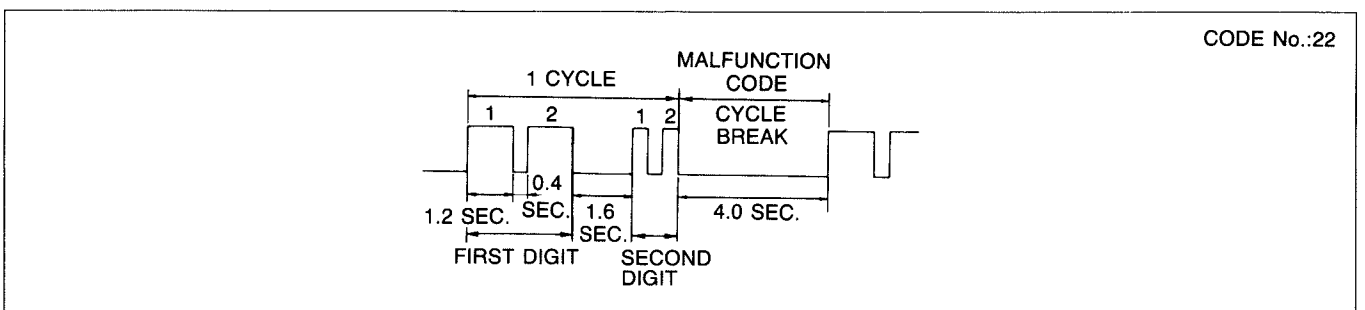 CODE No.:22
MALFUNCTION
CODE
1 CYCLE
CYCLE
BREAK
1 2 1 2
0.4
SEC.
1.2 SEC.
1.6
SEC.
4.0 SEC.
FIRST DIGIT
SECOND
DIGIT